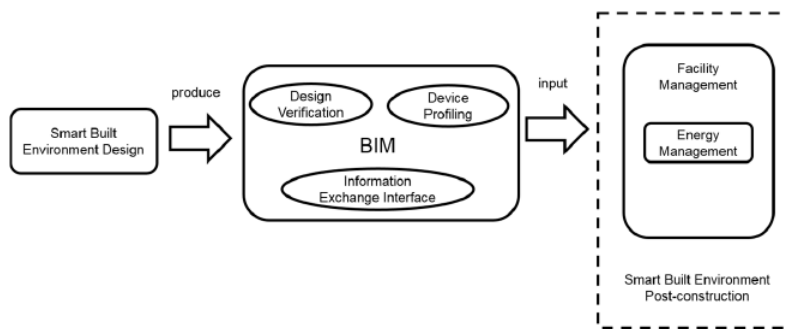 Smart Built
Environment Design
produce
Design
Verification
Device
Profiling
BIM
Information
Exchange Interface
input
Facility
Management
Energy
Management
Smart Built Environment
Post-construction